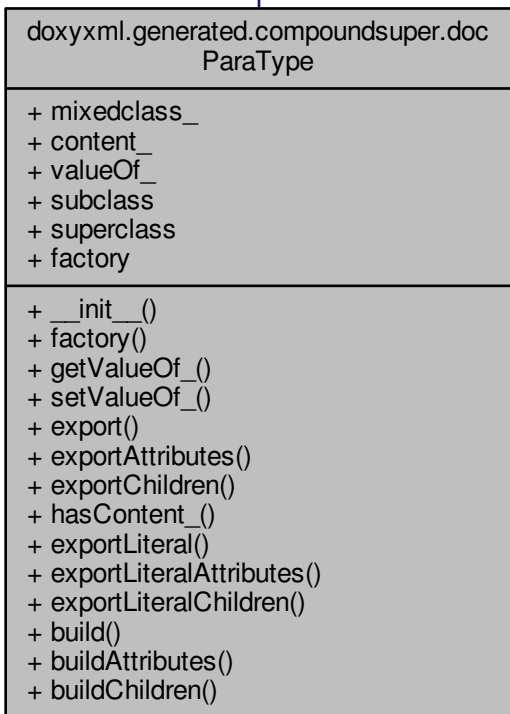 doxyxml.generated.compoundsuper.doc
ParaType
+ mixedclass_
+ content_
+ valueOf_
+ subclass
+ superclass
+ factory
+ __init__()
+ factory()
+ getValueOf_()
+ setValueOf_()
+ export()
+ exportAttributes()
+ exportChildren()
+ hasContent_()
+ exportLiteral()
+ exportLiteralAttributes()
+ exportLiteralChildren()
+ build()
+ buildAttributes()
+ buildChildren()